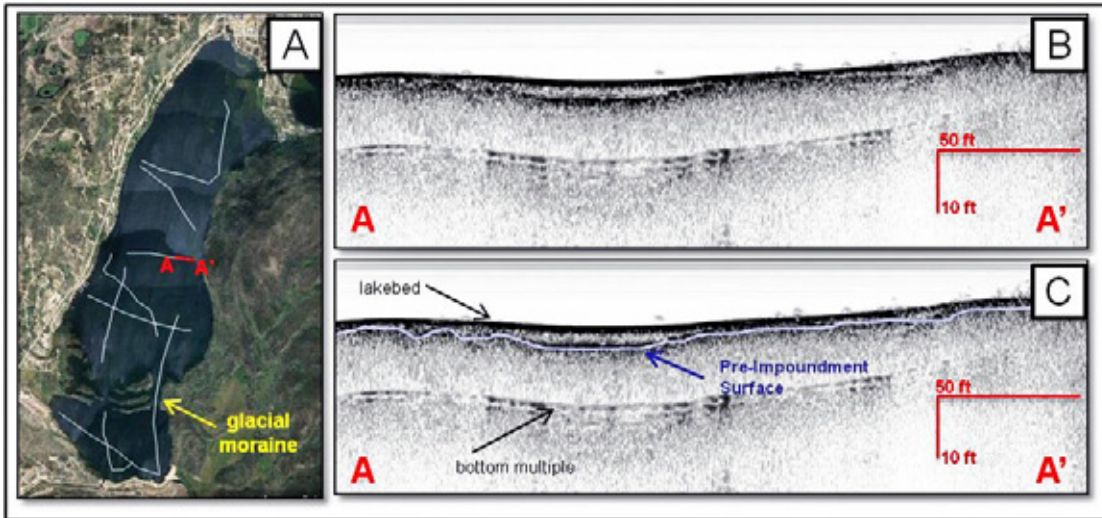 A
A
A'
glacial
moraine
B
50 ft
10 ft
A
A'
C
lakebed
Pre-Impoundment
Surface
bottom multiple
50 ft
10 ft
A
A'